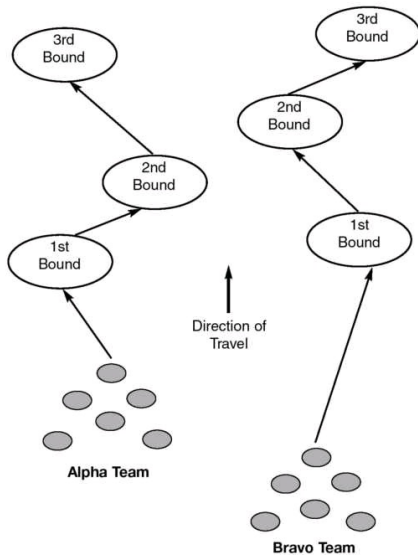 3rd
Bound
2nd
Bound
1st
Bound
Alpha Team
3rd
Bound
2nd
Bound
1st
Bound
Direction of
Travel
Bravo Team